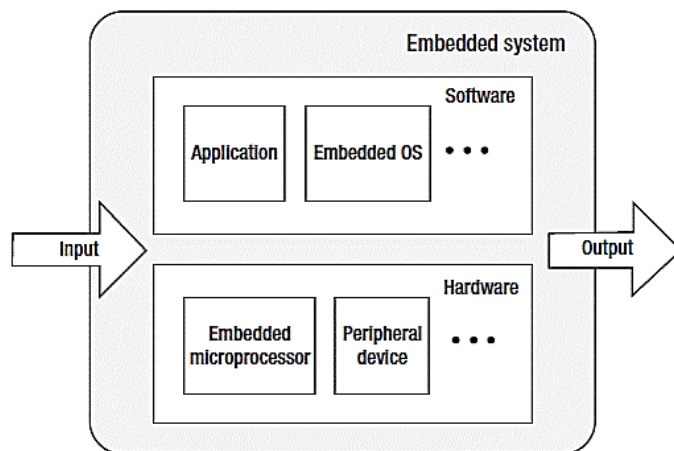 Embedded system
Software
Application
Embedded OS
Input
Output
Hardware
Embedded
microprocessor
Peripheral
device